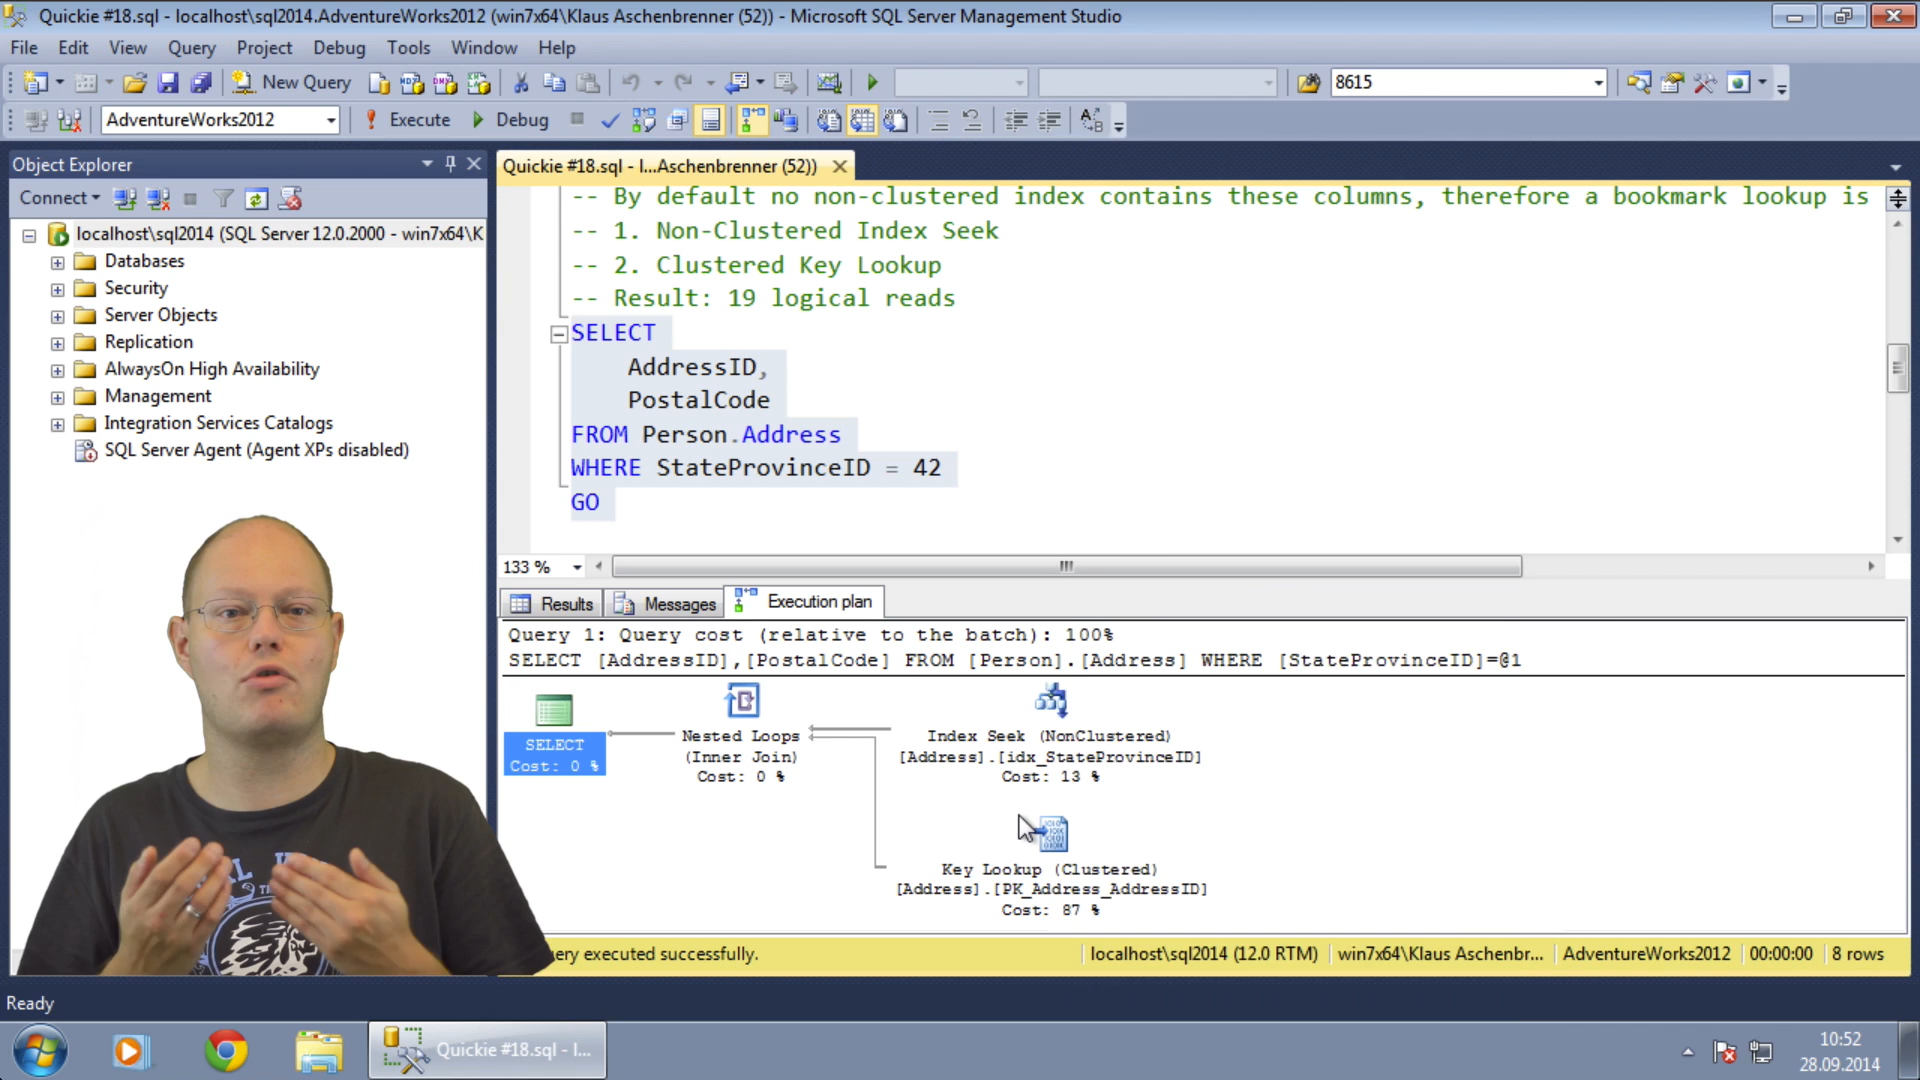 Quickie #18.sql - localhost\sql2014.AdventureWorks2012 (win7x64\Klaus Aschenbrenner (52)) - Microsoft SQL Server Management Studio
File Edit View Query Project Debug Tools Window Help
New Query 8615
AdventureWorks2012 Execute Debug
Object Explorer
Connect
localhost\sql2014 (SQL Server 12.0.2000 - win7x64\K
Databases
Security
Server Objects
Replication
AlwaysOn High Availability
Management
Integration Services Catalogs
SQL Server Agent (Agent XPs disabled)
Quickie #18.sql - l...Aschenbrenner (52))
-- By default no non-clustered index contains these columns, therefore a bookmark lookup is
-- 1. Non-Clustered Index Seek
-- 2. Clustered Key Lookup
-- Result: 19 logical reads
SELECT
AddressID,
PostalCode
FROM Person.Address
WHERE StateProvinceID = 42
GO
133 %
Results Messages Execution plan
Query 1: Query cost (relative to the batch): 100%
SELECT [AddressID],[PostalCode] FROM [Person].[Address] WHERE [StateProvinceID]=@1
SELECT
Cost: 0 %
Nested Loops
(Inner Join)
Cost: 0 %
Index Seek (NonClustered)
[Address].[idx_StateProvinceID]
Cost: 13 %
Key Lookup (Clustered)
[Address].[PK_Address_AddressID]
Cost: 87 %
ery executed successfully. localhost\sql2014 (12.0 RTM) win7x64\Klaus Aschenbr... AdventureWorks2012 00:00:00 8 rows
Ready
Quickie #18.sql - l...
10:52
28.09.2014